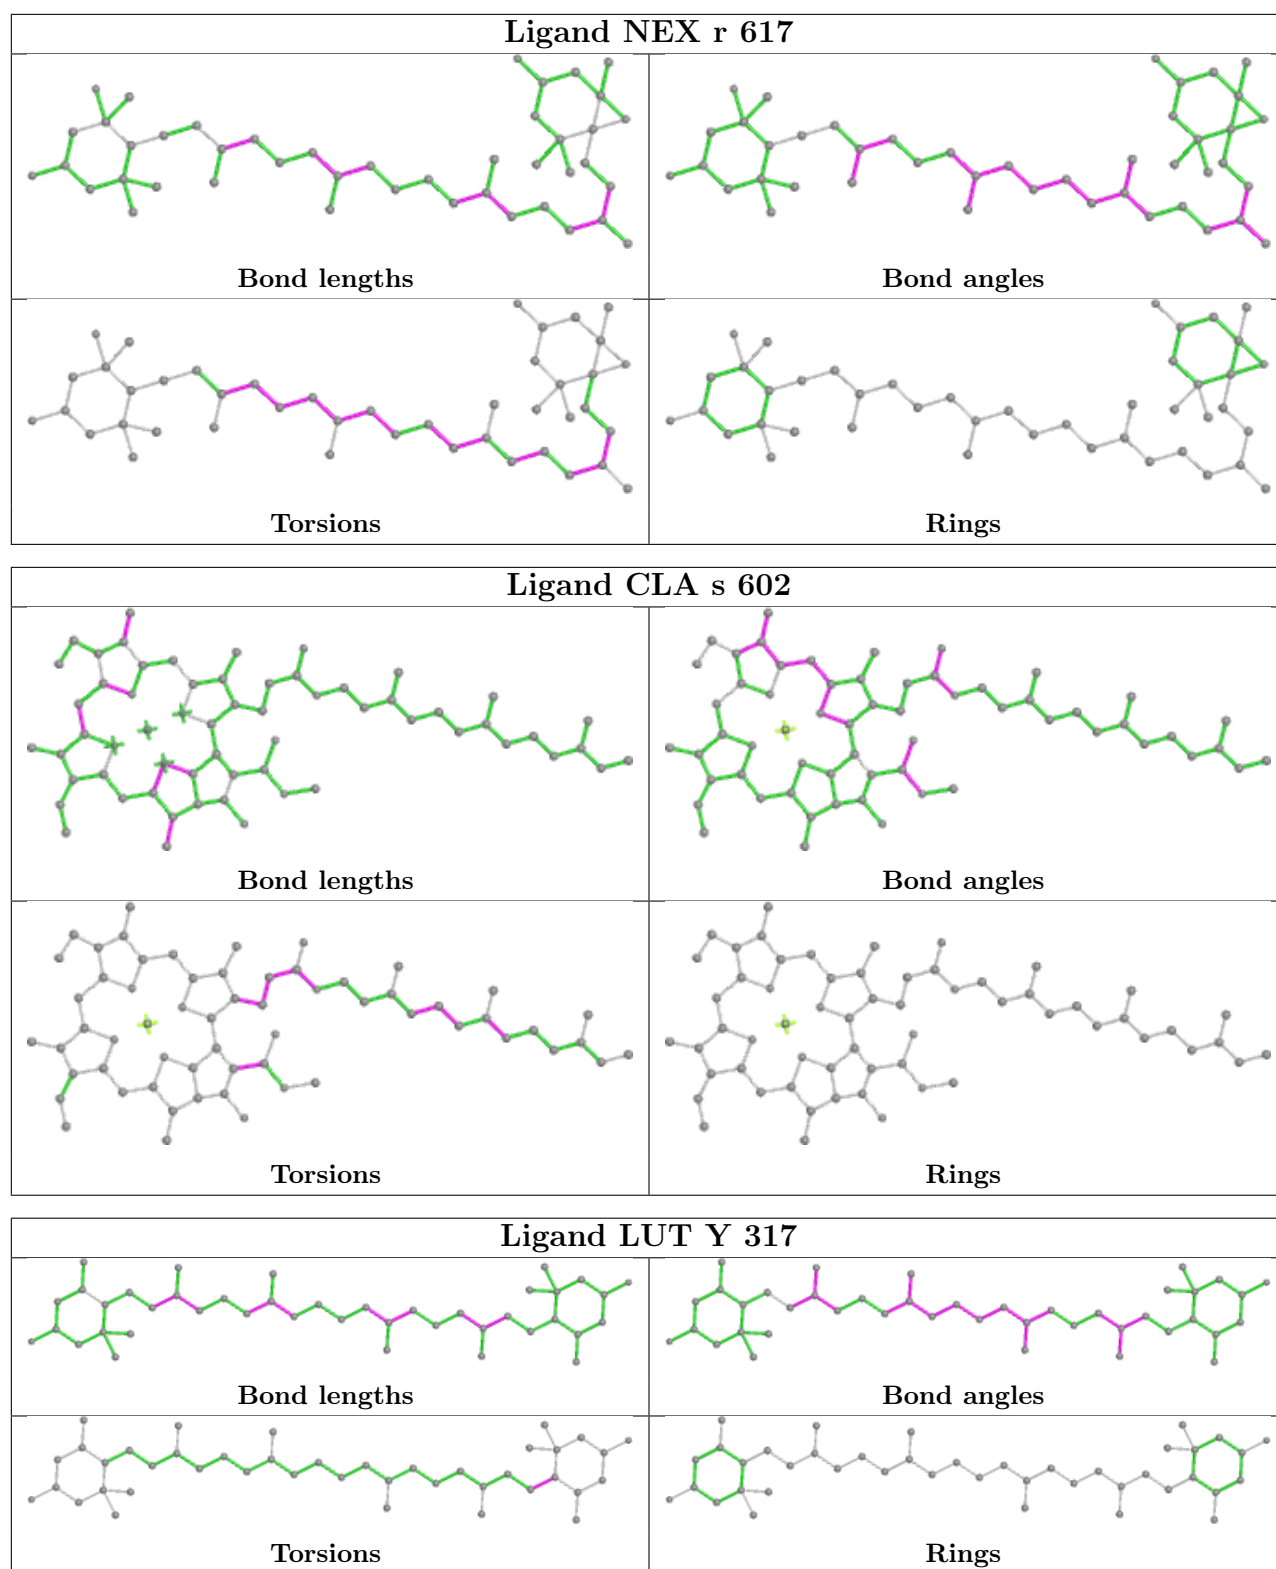 Ligand NEX r 617
Bond lengths
Bond angles
Torsions
Rings
Ligand CLA s 602
Bond lengths
Bond angles
Torsions
Rings
Ligand LUT Y 317
Bond lengths
Bond angles
Torsions
Rings